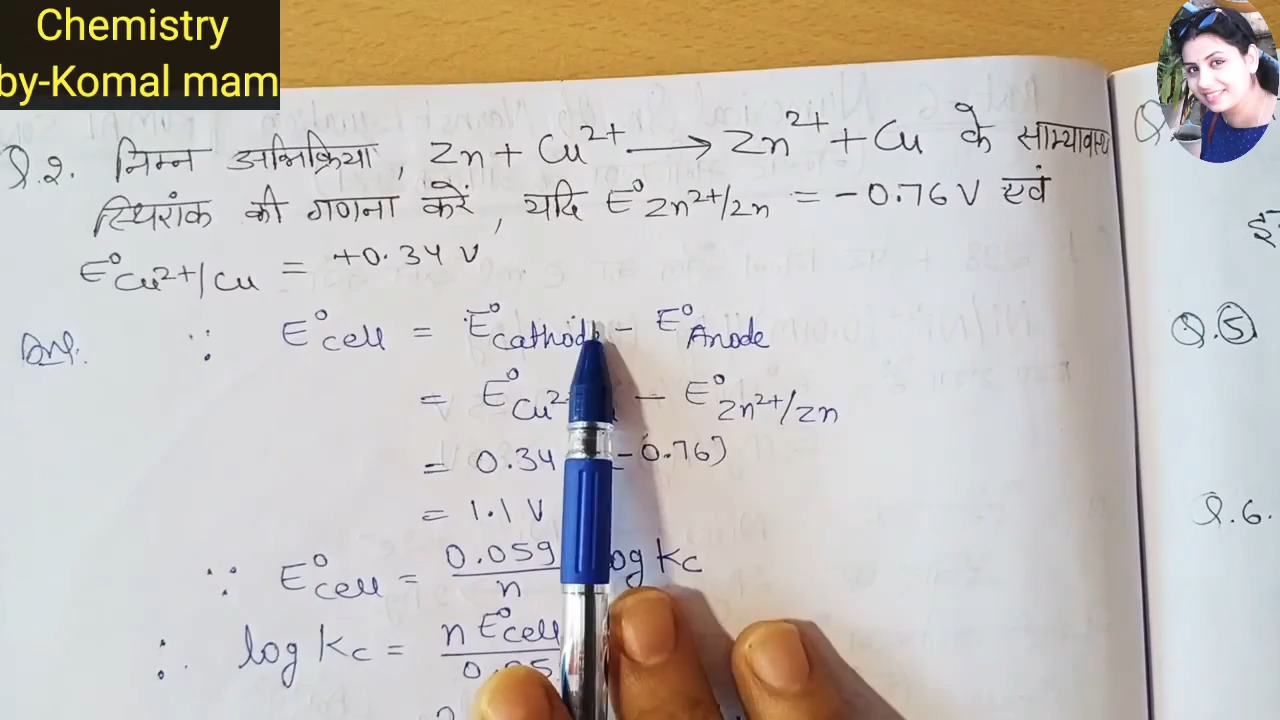 Chemistry
by-Komal mam
Q.2. निम्न अभिक्रिया, Zn + Cu²⁺ → Zn²⁺ + Cu के साम्यावस्था
स्थिरांक की गणना करें, यदि E°Zn²⁺/Zn = -0.76 V एवं
E°Cu²⁺/Cu = +0.34 V
Ans. ∵ E°cell = E°Cathode - E°Anode
= E°Cu²⁺ - E°Zn²⁺/Zn
= 0.34 -0.76)
= 1.1 V
∵ E°cell = 0.059/n log Kc
∴ log Kc = n E°cell/0.05
Q.5
Q.6.